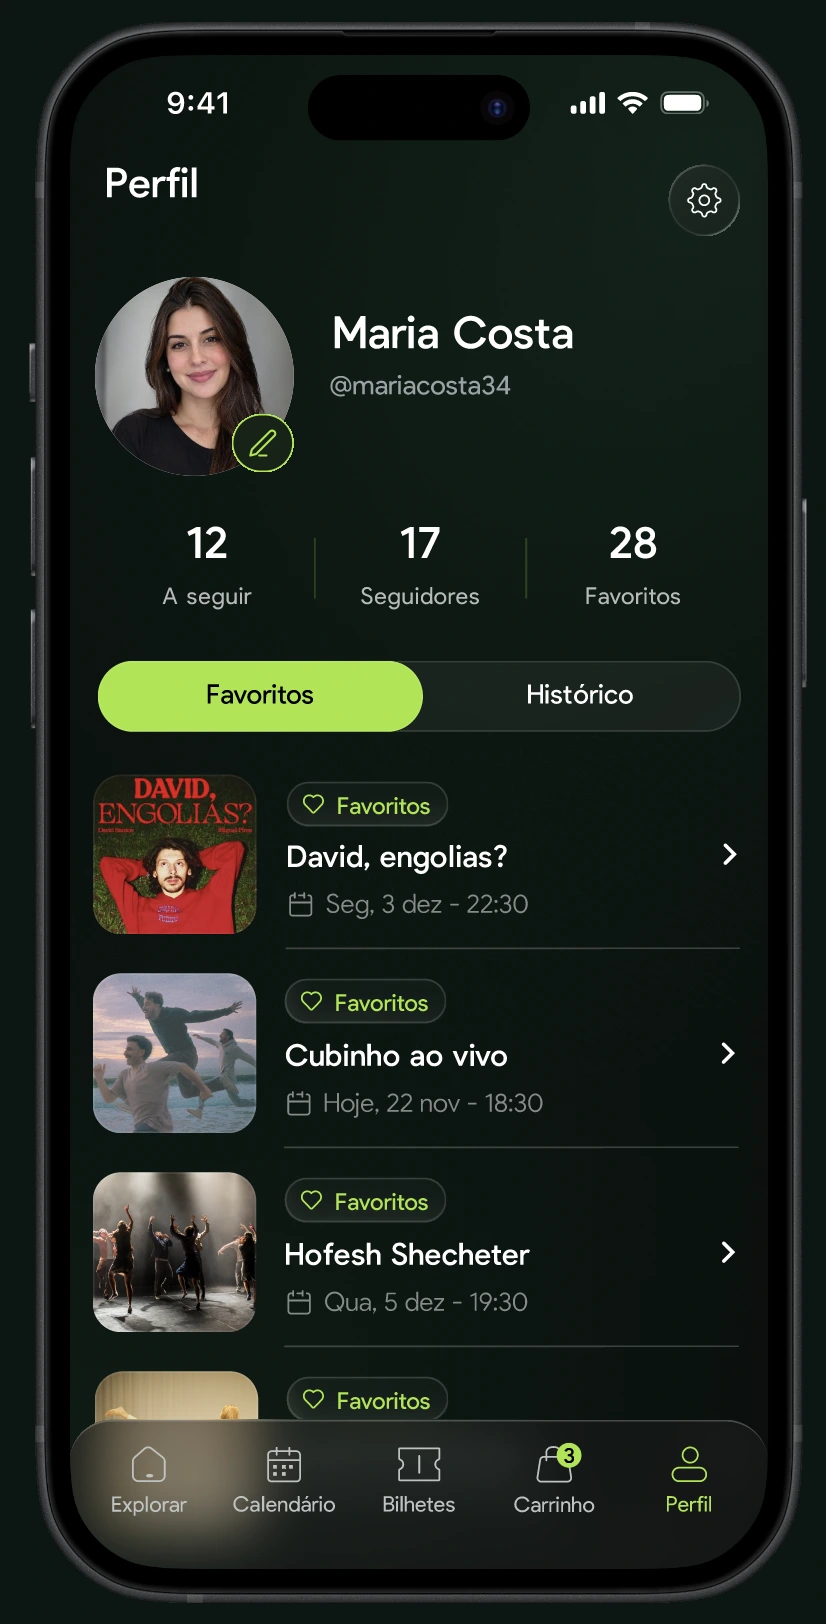 9:41
Perfil
Maria Costa
@mariacosta34
12
17
28
A seguir
Seguidores
Favoritos
Favoritos
Histórico
DAVID,
ENGOLIAS?
Favoritos
David, engolias?
Seg, 3 dez - 22:30
Favoritos
Cubinho ao vivo
Hoje, 22 nov - 18:30
Favoritos
Hofesh Shecheter
Qua, 5 dez - 19:30
Favoritos
3
Explorar
Calendário
Bilhetes
Carrinho
Perfil